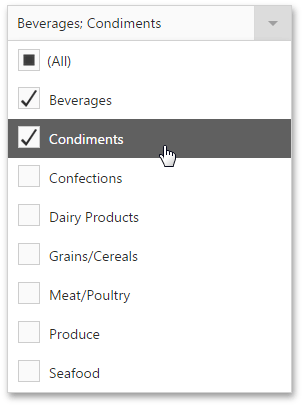 Beverages; Condiments
(All)
Beverages
Condiments
Confections
Dairy Products
Grains/Cereals
Meat/Poultry
Produce
Seafood